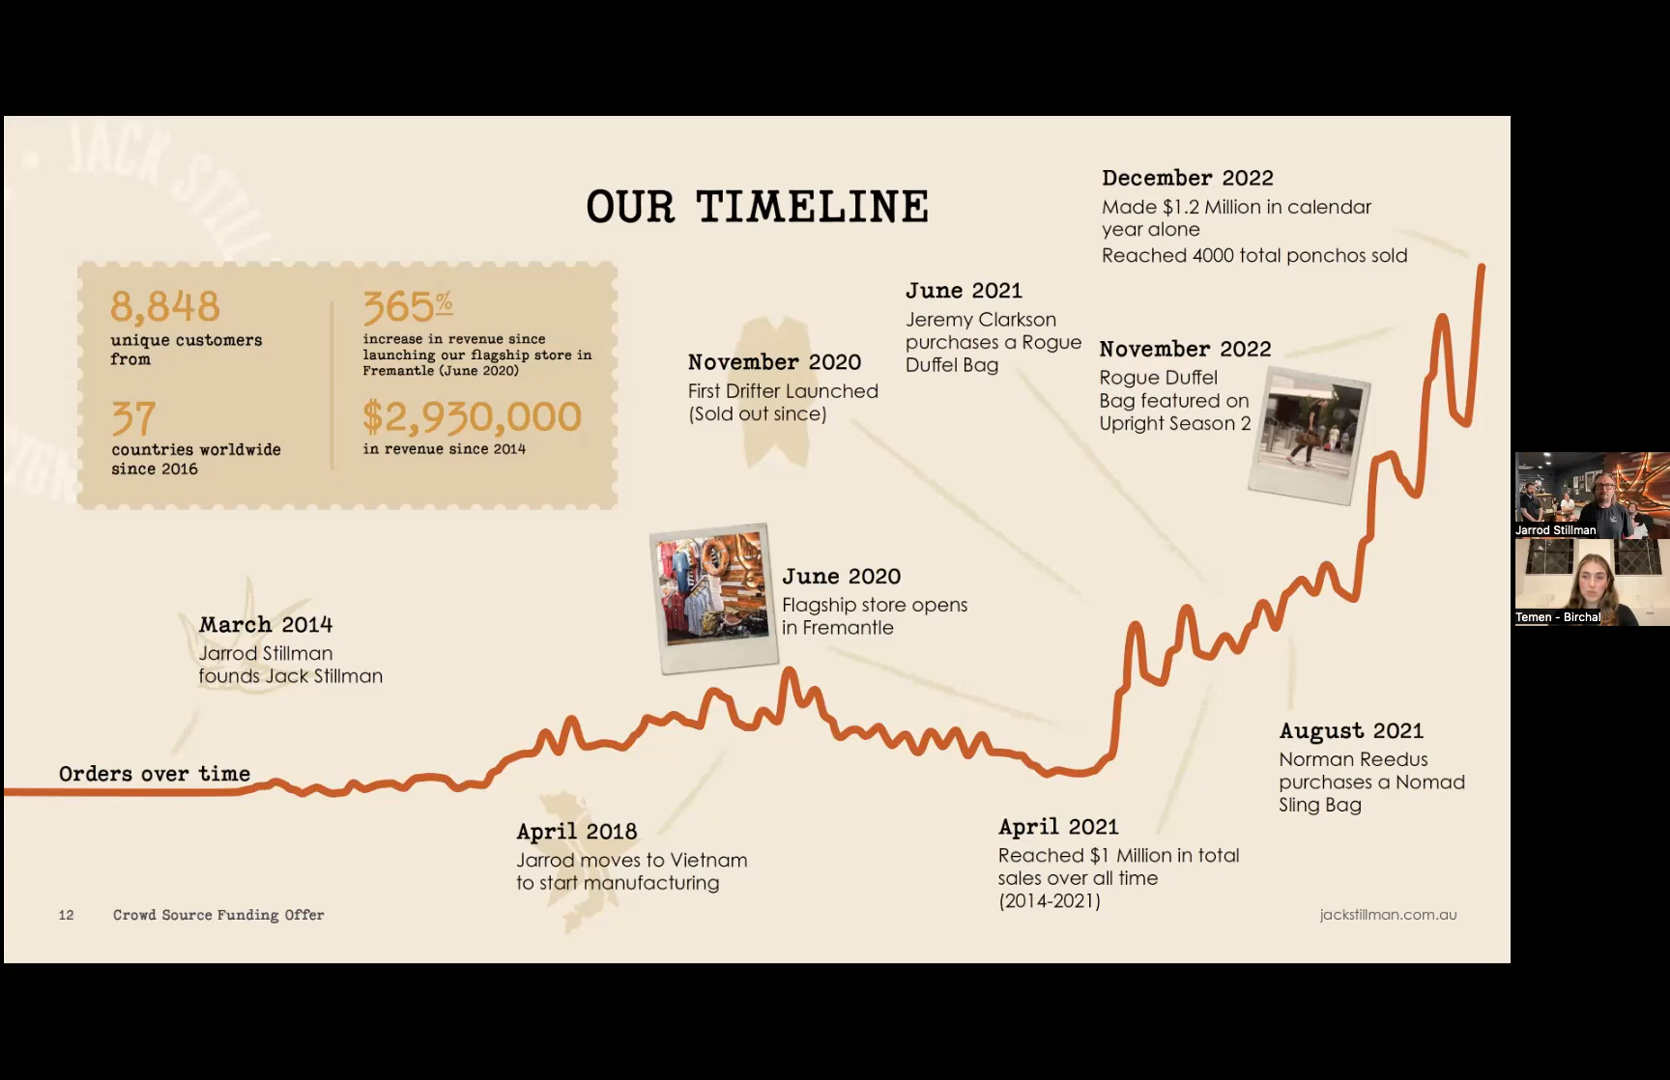 JACK STILL
OUR TIMELINE
8,848
unique customers
from
37
countries worldwide
since 2016
365%
increase in revenue since
launching our flagship store in
Fremantle (June 2020)
$2,930,000
in revenue since 2014
March 2014
Jarrod Stillman
founds Jack Stillman
Orders over time
April 2018
Jarrod moves to Vietnam
to start manufacturing
June 2020
Flagship store opens
in Fremantle
November 2020
First Drifter Launched
(Sold out since)
April 2021
Reached $1 Million in total
sales over all time
(2014-2021)
June 2021
Jeremy Clarkson
purchases a Rogue
Duffel Bag
August 2021
Norman Reedus
purchases a Nomad
Sling Bag
November 2022
Rogue Duffel
Bag featured on
Upright Season 2
December 2022
Made $1.2 Million in calendar
year alone
Reached 4000 total ponchos sold
12
Crowd Source Funding Offer
jackstillman.com.au
Jarrod Stillman
Temen - Birchal